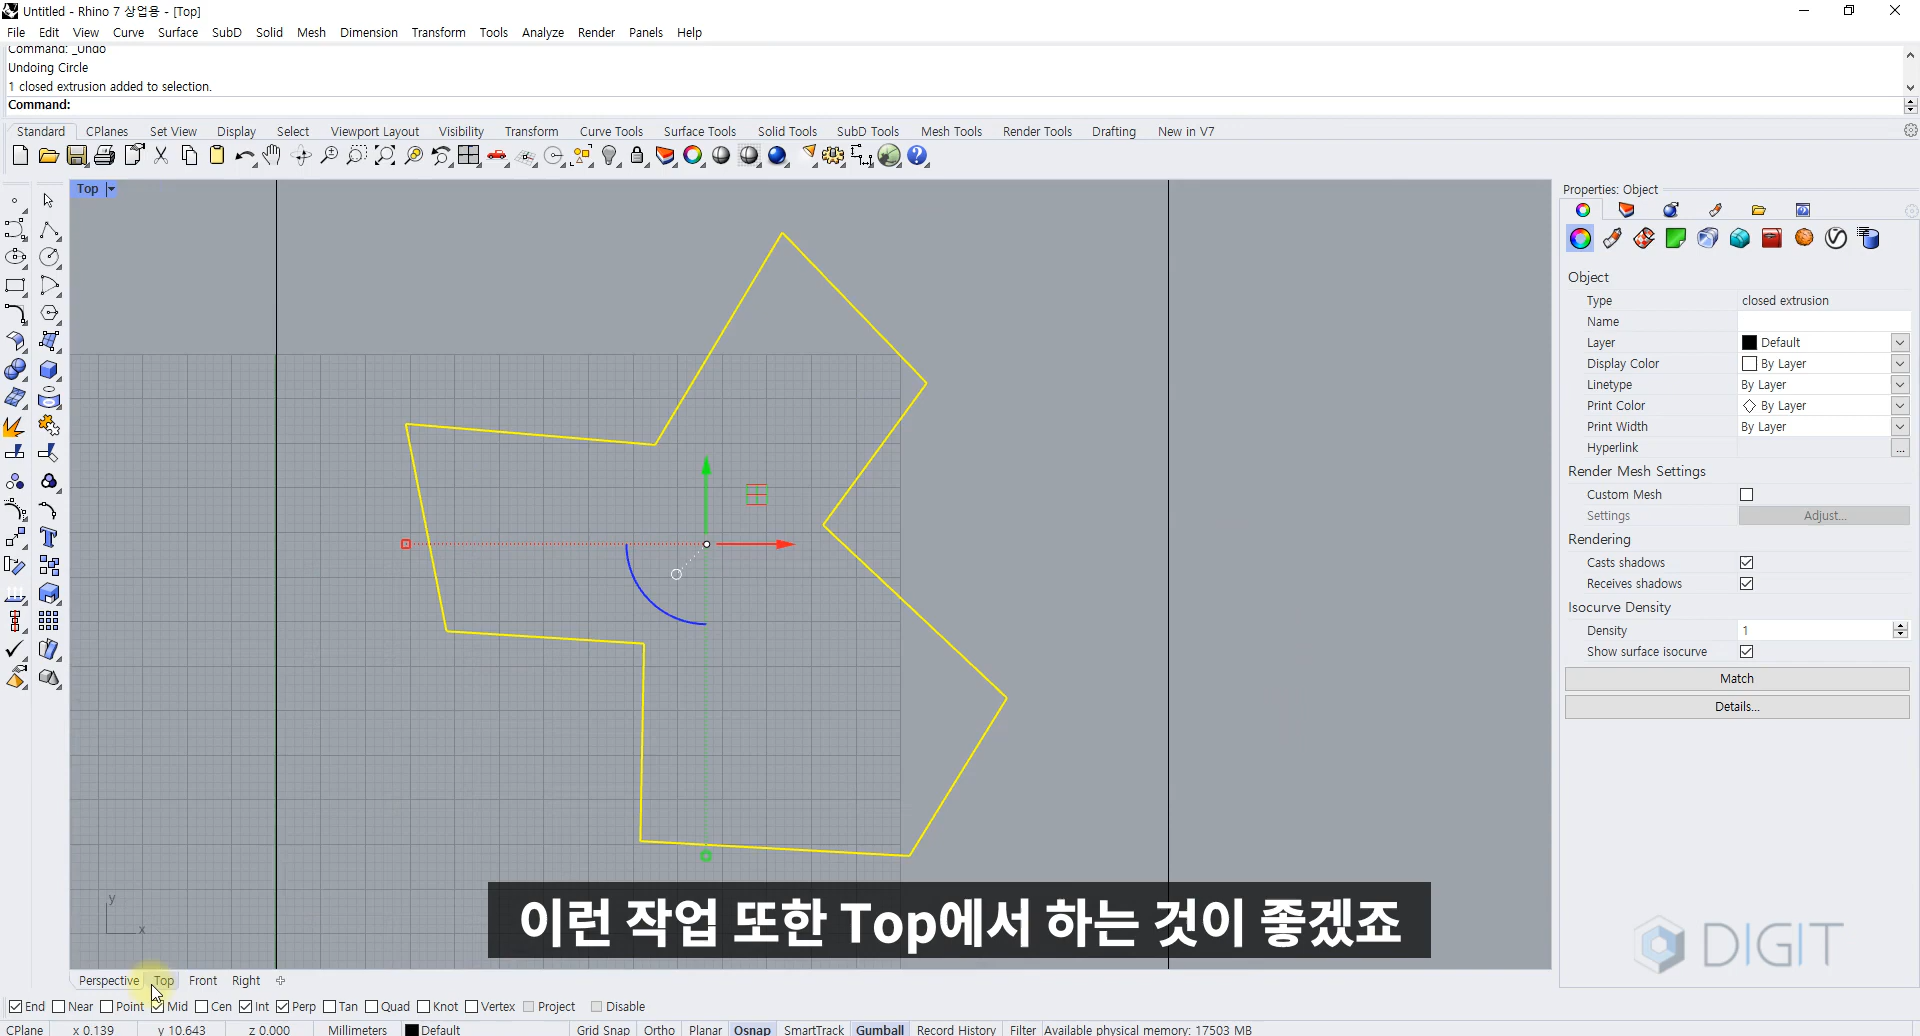 Untitled - Rhino 7 상업용 - [Top]
File Edit View Curve Surface SubD Solid Mesh Dimension Transform Tools Analyze Render Panels Help
Command: _Undo
Undoing Circle
1 closed extrusion added to selection.
Command:
Standard CPlanes Set View Display Select Viewport Layout Visibility Transform Curve Tools Surface Tools Solid Tools SubD Tools Mesh Tools Render Tools Drafting New in V7
Top
Properties: Object
Object
Type closed extrusion
Name
Layer Default
Display Color By Layer
Linetype By Layer
Print Color By Layer
Print Width By Layer
Hyperlink ...
Render Mesh Settings
Custom Mesh
Settings Adjust...
Rendering
Casts shadows
Receives shadows
Isocurve Density
Density 1
Show surface isocurve
Match
Details...
y
x
이런 작업 또한 Top에서 하는 것이 좋겠죠
DIGIT
Perspective Top Front Right
End Near Point Mid Cen Int Perp Tan Quad Knot Vertex Project Disable
CPlane x 0.139 y 10.643 z 0.000 Millimeters Default Grid Snap Ortho Planar Osnap SmartTrack Gumball Record History Filter Available physical memory: 17503 MB